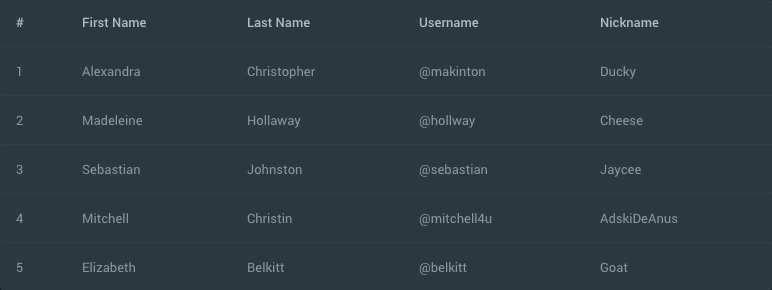 # First Name Last Name Username Nickname
1 Alexandra Christopher @makinton Ducky
2 Madeleine Hollaway @hollway Cheese
3 Sebastian Johnston @sebastian Jaycee
4 Mitchell Christin @mitchell4u AdskiDeAnus
5 Elizabeth Belkitt @belkitt Goat